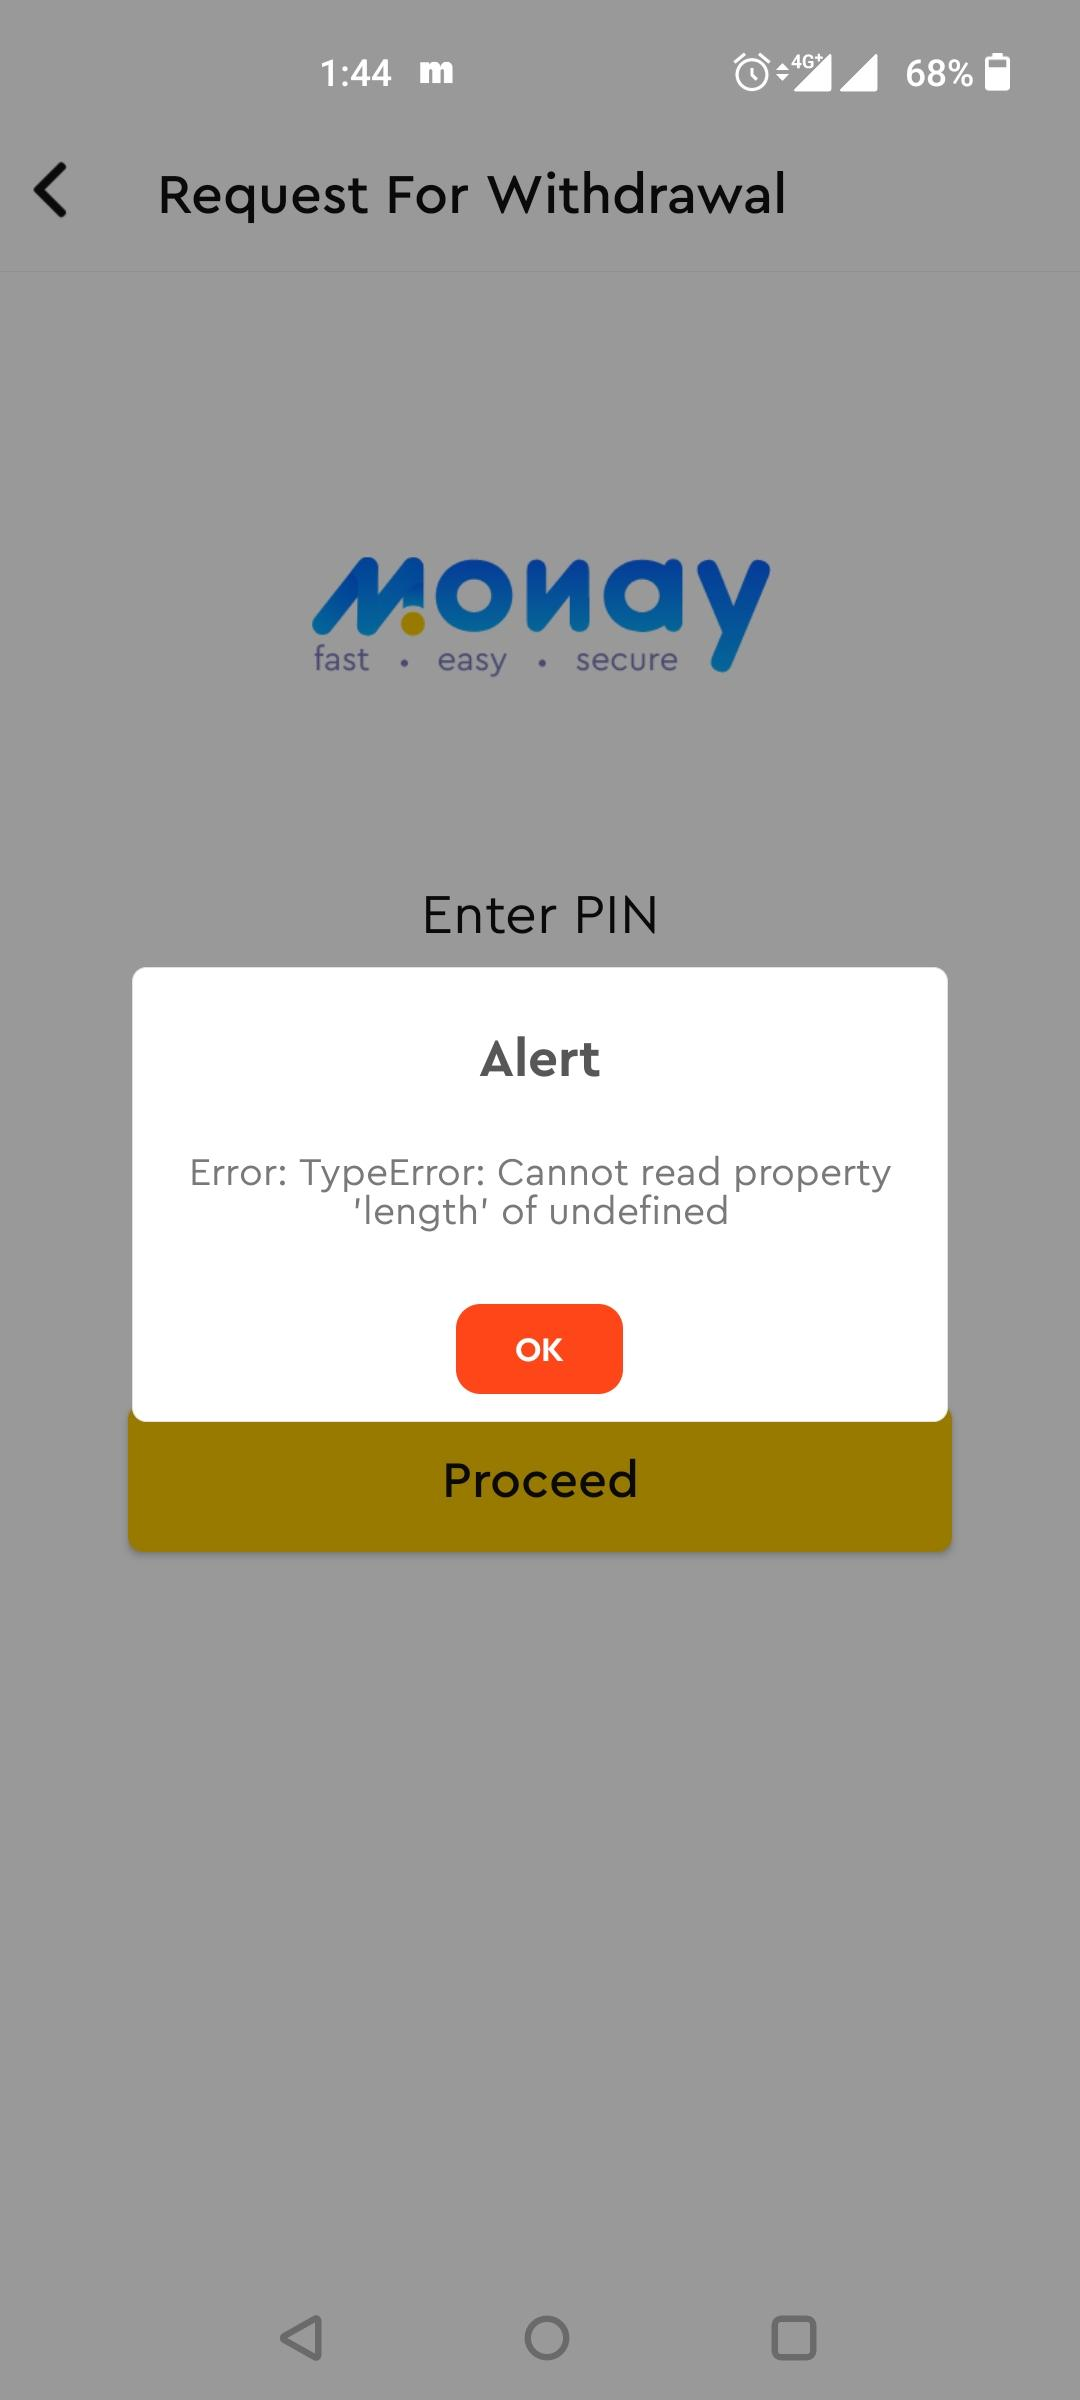 1:44 m 4G+ 68%
Request For Withdrawal
Monay
fast • easy • secure
Enter PIN
Alert
Error: TypeError: Cannot read property
'length' of undefined
OK
Proceed